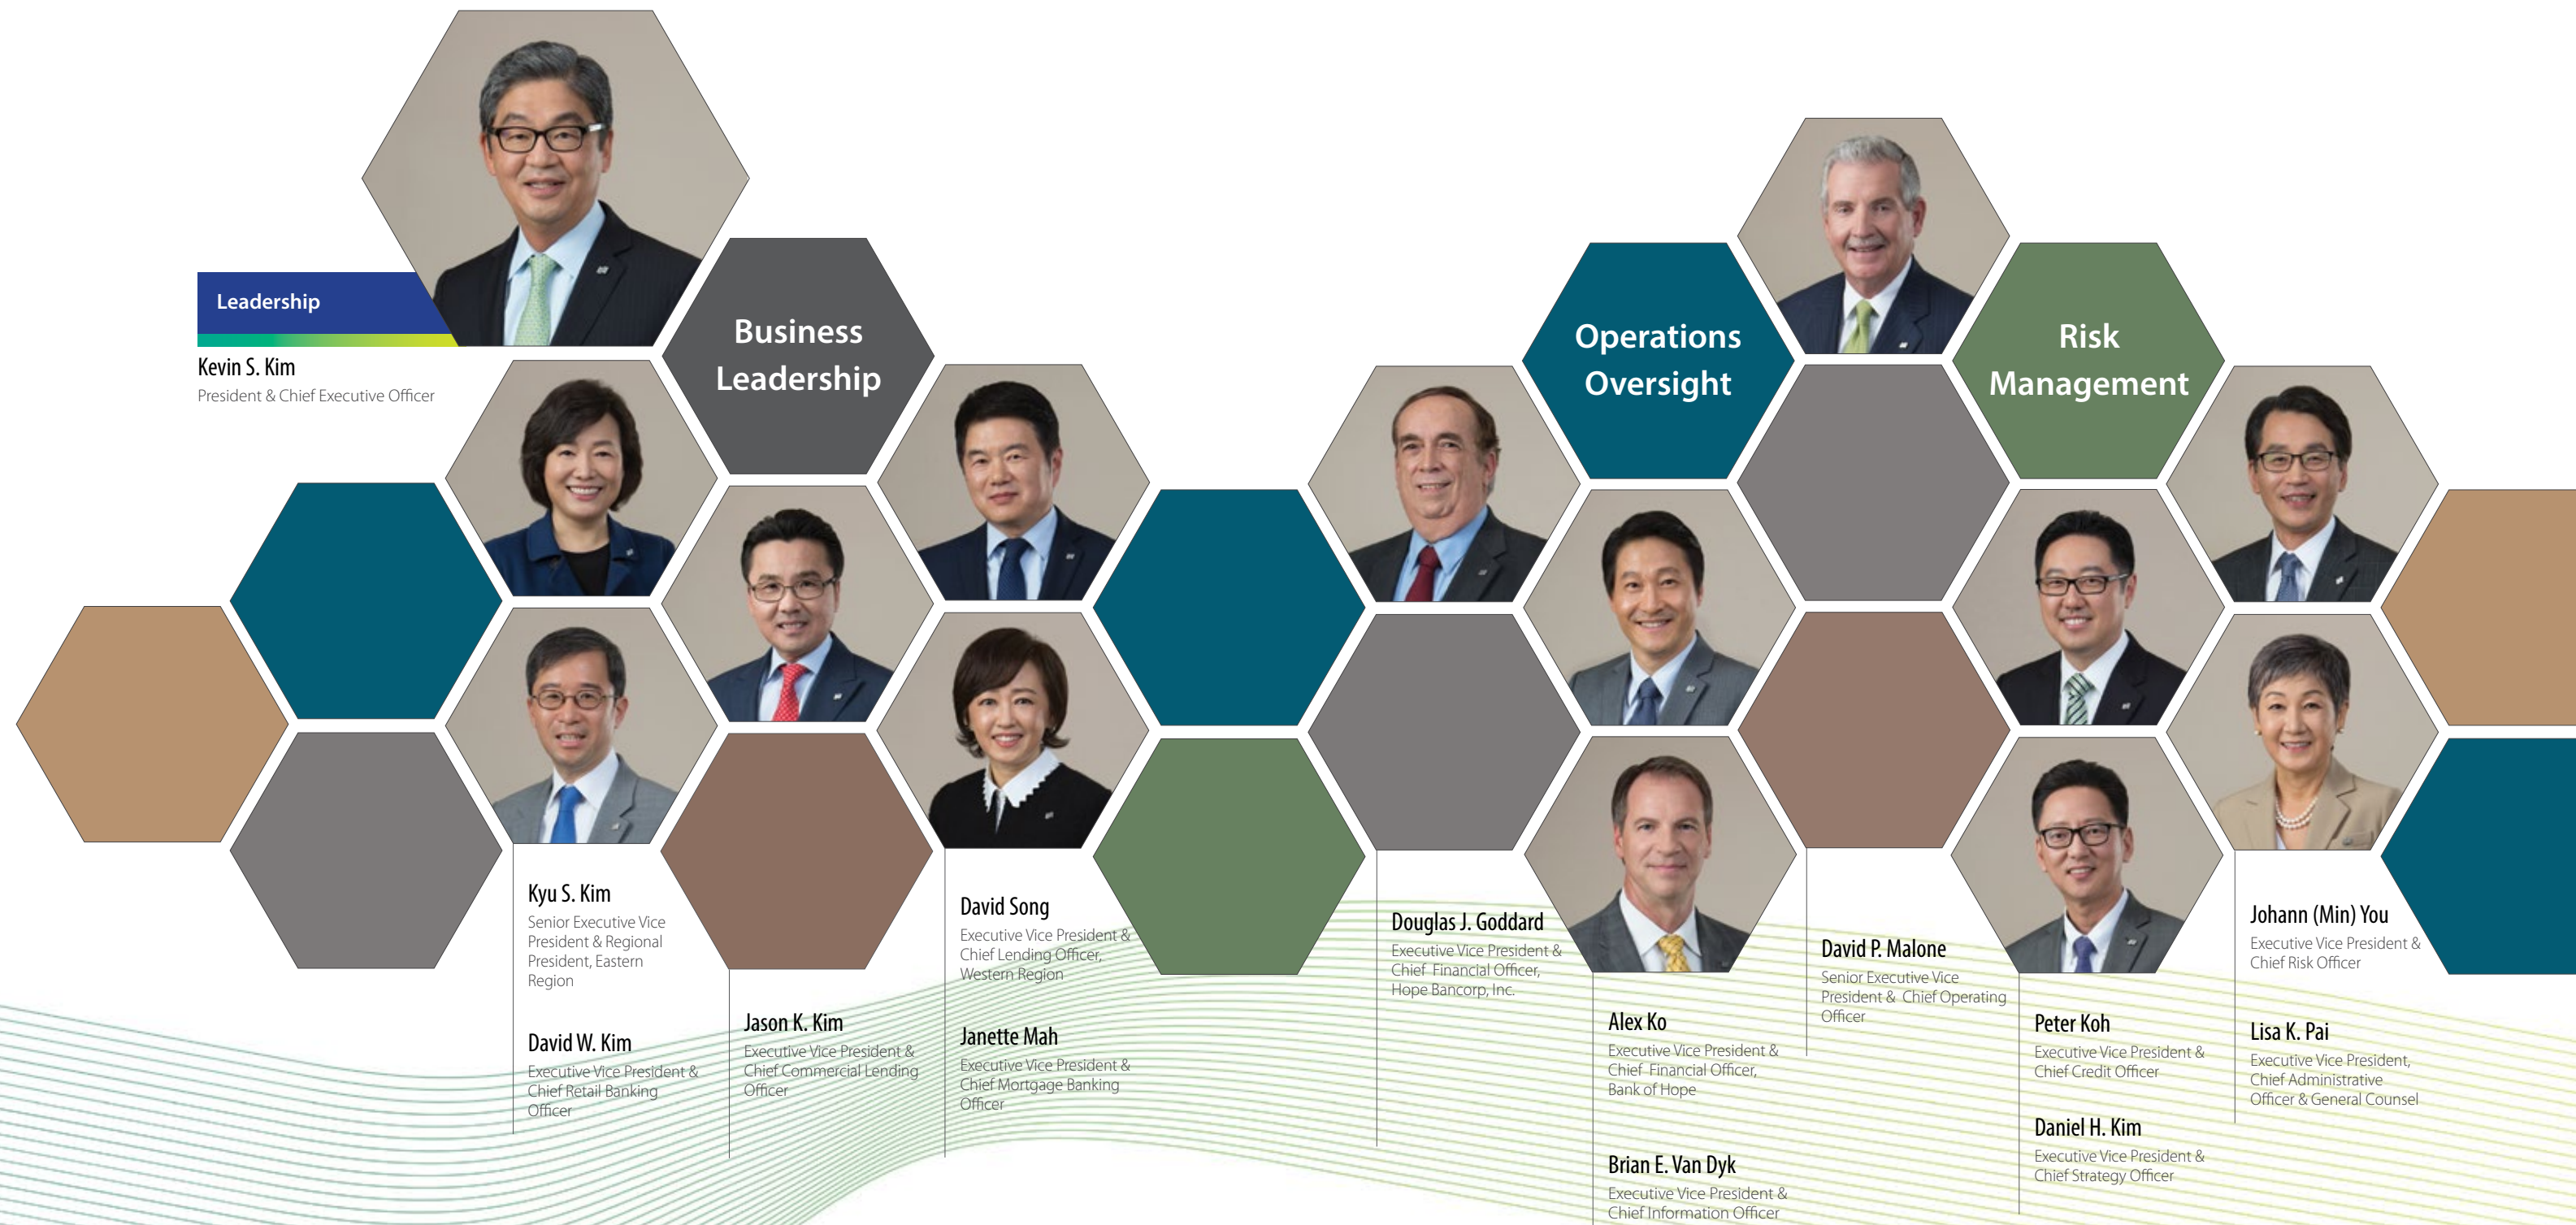 Leadership
Kevin S. Kim
President & Chief Executive Officer
Business
Leadership
Operations
Oversight
Risk
Management
Kyu S. Kim
Senior Executive Vice
President & Regional
President, Eastern
Region
David W. Kim
Executive Vice President &
Chief Retail Banking
Officer
Jason K. Kim
Executive Vice President &
Chief Commercial Lending
Officer
David Song
Executive Vice President &
Chief Lending Officer,
Western Region
Janette Mah
Executive Vice President &
Chief Mortgage Banking
Officer
Douglas J. Goddard
Executive Vice President &
Chief Financial Officer,
Hope Bancorp, Inc.
Alex Ko
Executive Vice President &
Chief Financial Officer,
Bank of Hope
Brian E. Van Dyk
Executive Vice President &
Chief Information Officer
David P. Malone
Senior Executive Vice
President & Chief Operating
Officer
Peter Koh
Executive Vice President &
Chief Credit Officer
Daniel H. Kim
Executive Vice President &
Chief Strategy Officer
Johann (Min) You
Executive Vice President &
Chief Risk Officer
Lisa K. Pai
Executive Vice President,
Chief Administrative
Officer & General Counsel